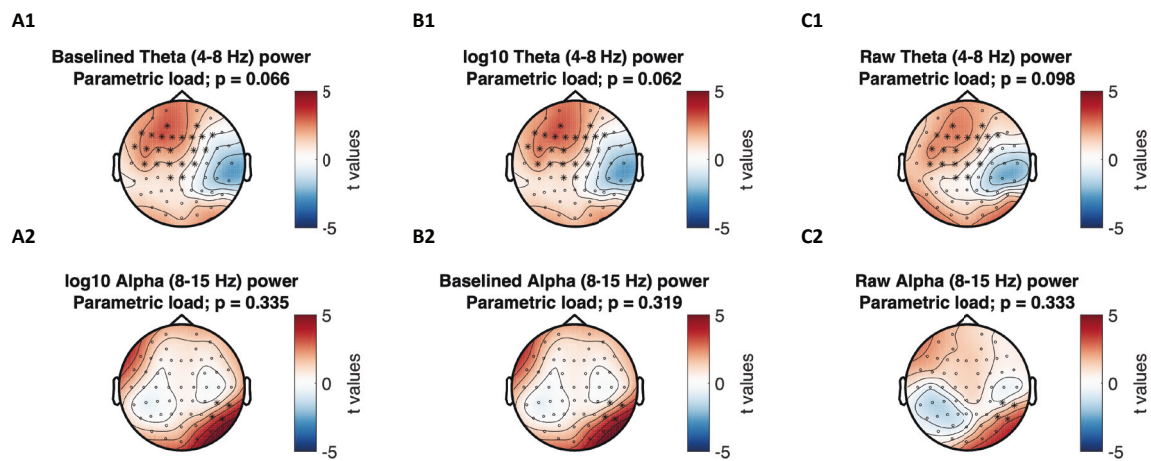 A1
B1
C1
Baselined Theta (4-8 Hz) power
Parametric load; p = 0.066
5
0
-5
t values
log10 Theta (4-8 Hz) power
Parametric load; p = 0.062
5
0
-5
t values
Raw Theta (4-8 Hz) power
Parametric load; p = 0.098
5
0
-5
t values
A2
B2
C2
log10 Alpha (8-15 Hz) power
Parametric load; p = 0.335
5
0
-5
t values
Baselined Alpha (8-15 Hz) power
Parametric load; p = 0.319
5
0
-5
t values
Raw Alpha (8-15 Hz) power
Parametric load; p = 0.333
5
0
-5
t values